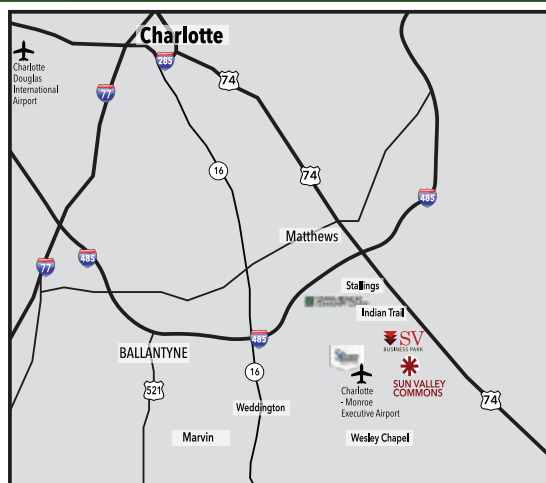 Charlotte
Charlotte
Douglas
International
Airport
285
74
77
16
74
485
Matthews
485
77
Stallings
Indian Trail
485
SV
BUSINESS PARK
BALLANTYNE
16
SUN VALLEY
COMMONS
521
Charlotte
- Monroe
Executive Airport
74
Weddington
Marvin
Wesley Chapel